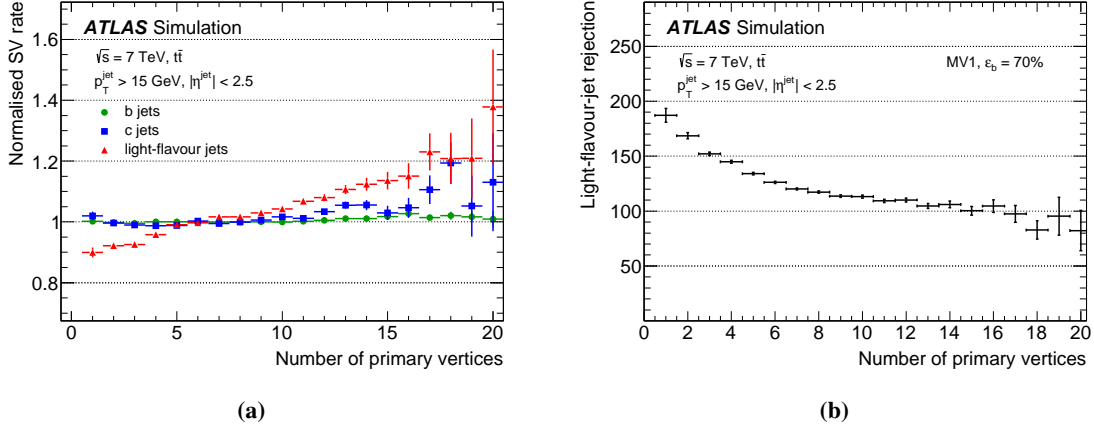 Normalised SV rate
1.6
1.4
1.2
1
0.8
ATLAS Simulation
√s = 7 TeV, tt̄
p_T^jet > 15 GeV, |η^jet| < 2.5
b jets
c jets
light-flavour jets
0 5 10 15 20
Number of primary vertices
(a)
Light-flavour-jet rejection
250
200
150
100
50
ATLAS Simulation
√s = 7 TeV, tt̄
p_T^jet > 15 GeV, |η^jet| < 2.5
MV1, ε_b = 70%
0 2 4 6 8 10 12 14 16 18 20
Number of primary vertices
(b)